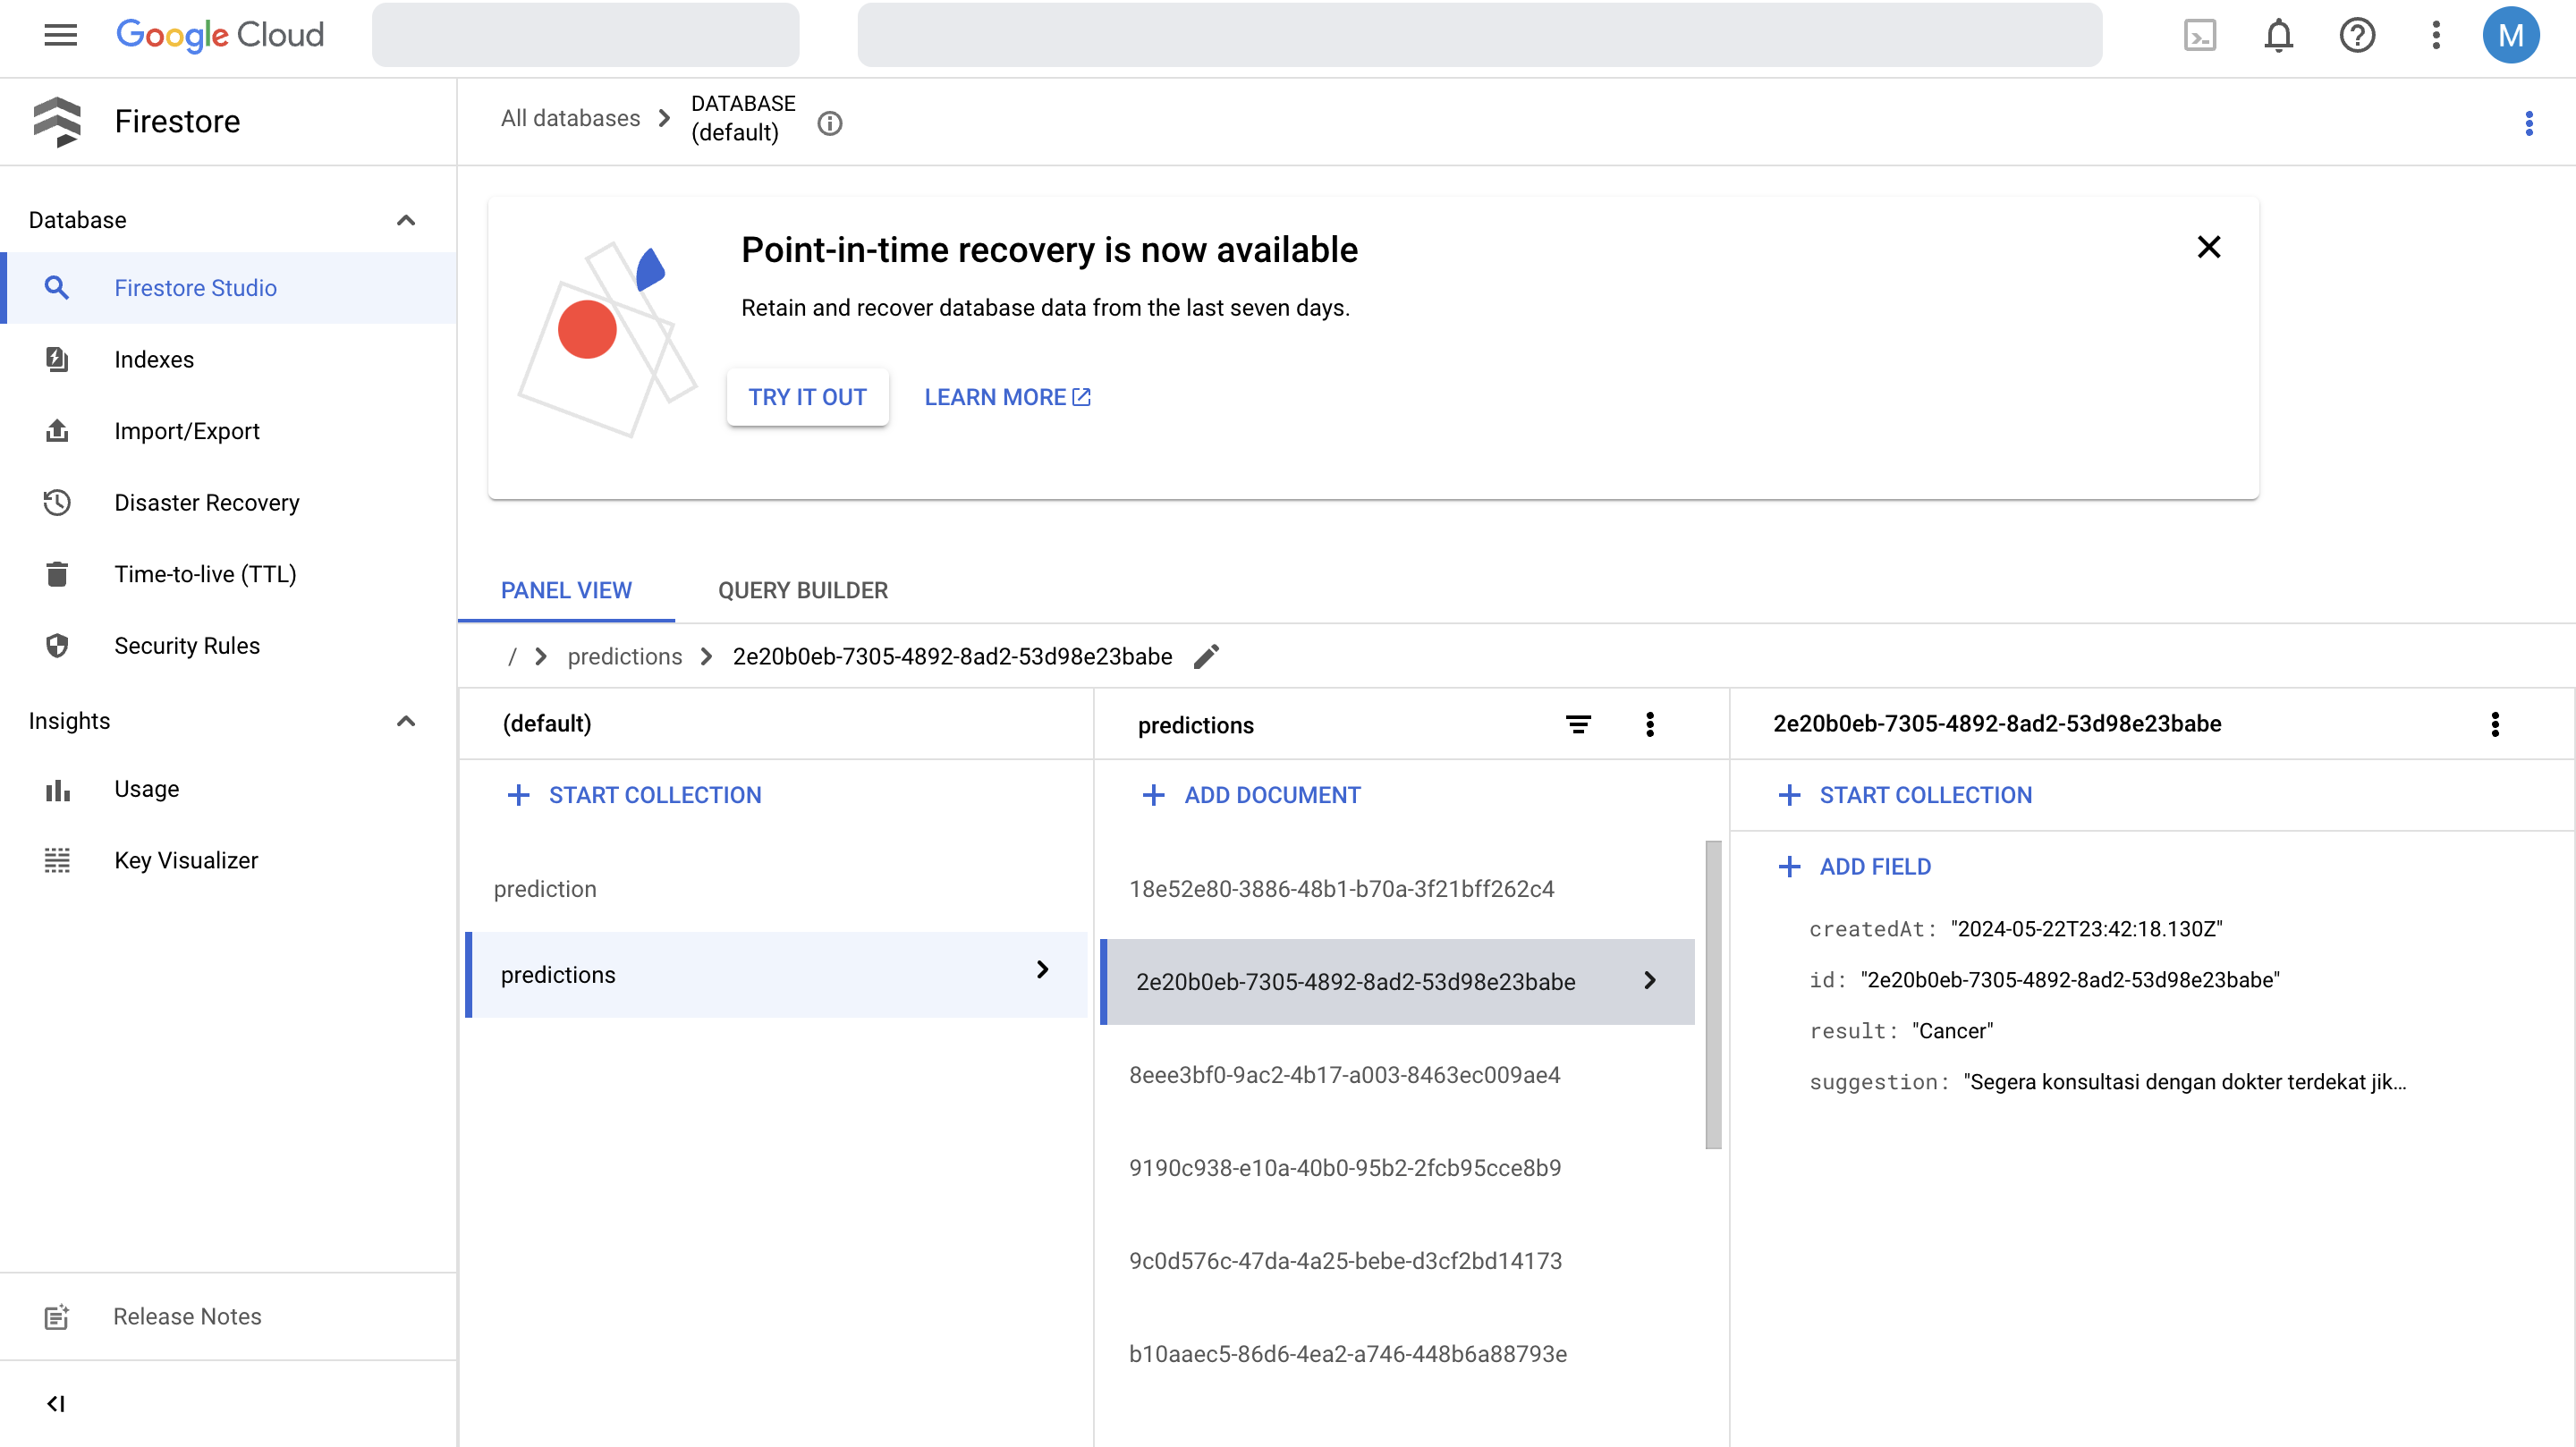 Google Cloud
M
Firestore
All databases
DATABASE
(default)
Database
Firestore Studio
Indexes
Import/Export
Disaster Recovery
Time-to-live (TTL)
Security Rules
Insights
Usage
Key Visualizer
Release Notes
Point-in-time recovery is now available
Retain and recover database data from the last seven days.
TRY IT OUT
LEARN MORE
PANEL VIEW
QUERY BUILDER
/ predictions 2e20b0eb-7305-4892-8ad2-53d98e23babe
(default)
START COLLECTION
prediction
predictions
predictions
ADD DOCUMENT
18e52e80-3886-48b1-b70a-3f21bff262c4
2e20b0eb-7305-4892-8ad2-53d98e23babe
8eee3bf0-9ac2-4b17-a003-8463ec009ae4
9190c938-e10a-40b0-95b2-2fcb95cce8b9
9c0d576c-47da-4a25-bebe-d3cf2bd14173
b10aaec5-86d6-4ea2-a746-448b6a88793e
2e20b0eb-7305-4892-8ad2-53d98e23babe
START COLLECTION
ADD FIELD
createdAt: "2024-05-22T23:42:18.130Z"
id: "2e20b0eb-7305-4892-8ad2-53d98e23babe"
result: "Cancer"
suggestion: "Segera konsultasi dengan dokter terdekat jik...